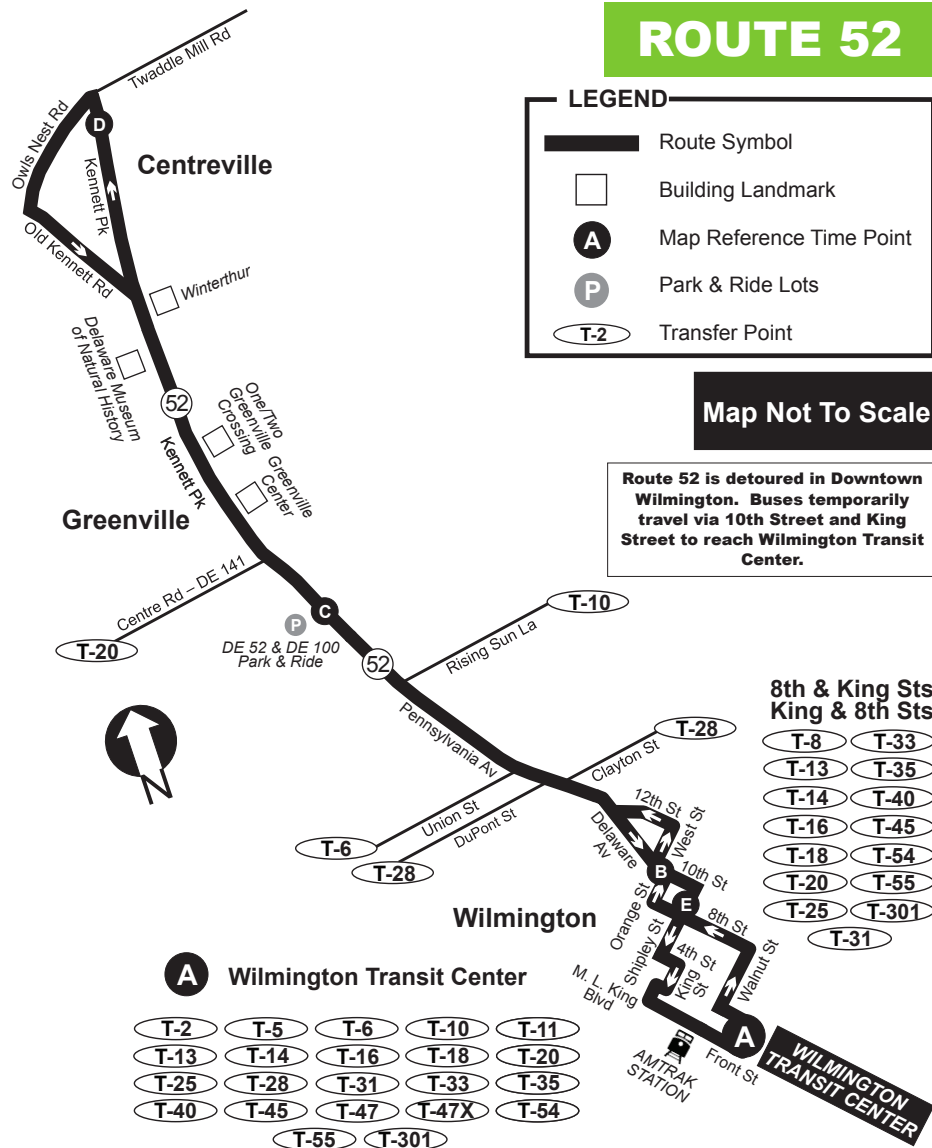 ROUTE 52
LEGEND
Route Symbol
Building Landmark
A Map Reference Time Point
P Park & Ride Lots
T-2 Transfer Point
Map Not To Scale
Route 52 is detoured in Downtown
Wilmington. Buses temporarily
travel via 10th Street and King
Street to reach Wilmington Transit
Center.
Twaddle Mill Rd
D
Owls Nest Rd
Kennett Pk
Centreville
Old Kennett Rd
Winterthur
Delaware Museum
of Natural History
52
One/Two
Greenville
Crossing
Kennett Pk
Greenville
Center
Greenville
Centre Rd – DE 141
T-20
C
P
DE 52 & DE 100
Park & Ride
52
T-10
Rising Sun La
Pennsylvania Av
T-28
Clayton St
Union St
DuPont St
T-6
T-28
12th St
West St
Delaware
Av
B
10th St
E
Orange St
8th St
Wilmington
Shipley St
4th St
King
St
Walnut St
M. L. King
Blvd
A
Front St
AMTRAK
STATION
WILMINGTON
TRANSIT CENTER
N
8th & King Sts
King & 8th Sts
T-8 T-33
T-13 T-35
T-14 T-40
T-16 T-45
T-18 T-54
T-20 T-55
T-25 T-301
T-31
A Wilmington Transit Center
T-2 T-5 T-6 T-10 T-11
T-13 T-14 T-16 T-18 T-20
T-25 T-28 T-31 T-33 T-35
T-40 T-45 T-47 T-47X T-54
T-55 T-301